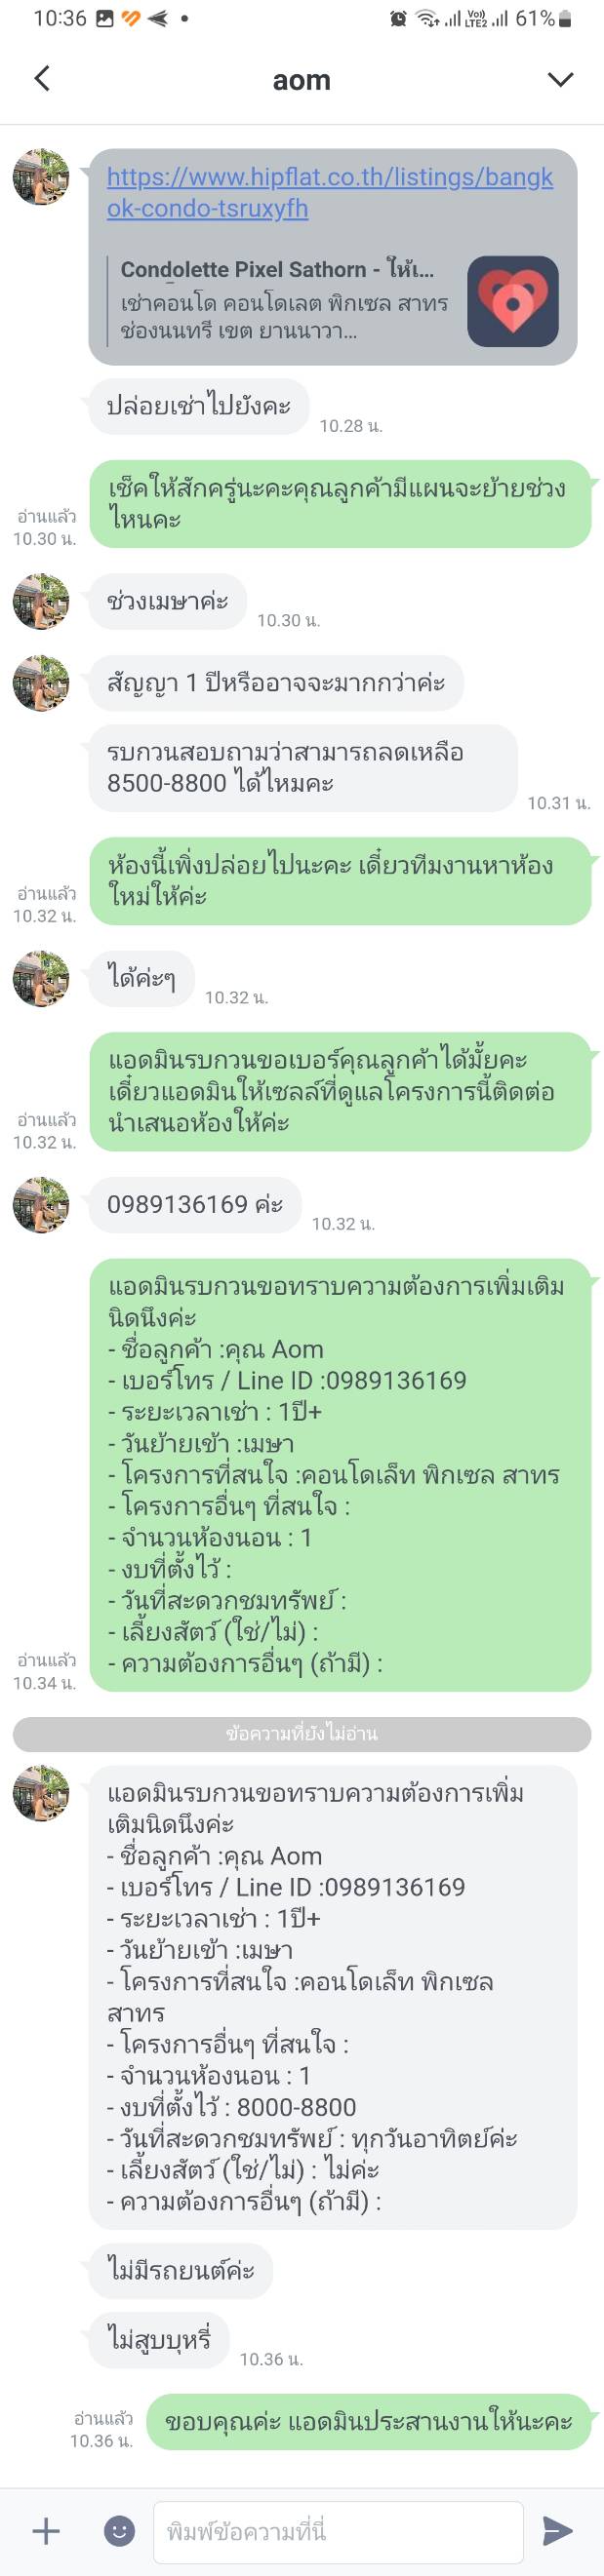 10:36
Vo)) LTE2 61%
aom
https://www.hipflat.co.th/listings/bangk
ok-condo-tsruxyfh
Condolette Pixel Sathorn - ให้เ...
เช่าคอนโด คอนโดเลต พิกเซล สาทร
ช่องนนทรี เขต ยานนาวา...
ปล่อยเช่าไปยังคะ
10.28 น.
เช็คให้สักครู่นะคะคุณลูกค้ามีแผนจะย้ายช่วง
ไหนคะ
อ่านแล้ว
10.30 น.
ช่วงเมษาค่ะ
10.30 น.
สัญญา 1 ปีหรืออาจจะมากกว่าค่ะ
รบกวนสอบถามว่าสามารถลดเหลือ
8500-8800 ได้ไหมคะ
10.31 น.
ห้องนี้เพิ่งปล่อยไปนะคะ เดี๋ยวทีมงานหาห้อง
ใหม่ให้ค่ะ
อ่านแล้ว
10.32 น.
ได้ค่ะๆ
10.32 น.
แอดมินรบกวนขอเบอร์คุณลูกค้าได้มั้ยคะ
เดี๋ยวแอดมินให้เซลล์ที่ดูแลโครงการนี้ติดต่อ
นำเสนอห้องให้ค่ะ
อ่านแล้ว
10.32 น.
0989136169 ค่ะ
10.32 น.
แอดมินรบกวนขอทราบความต้องการเพิ่มเติม
นิดนึงค่ะ
- ชื่อลูกค้า :คุณ Aom
- เบอร์โทร / Line ID :0989136169
- ระยะเวลาเช่า : 1ปี+
- วันย้ายเข้า :เมษา
- โครงการที่สนใจ :คอนโดเล็ท พิกเซล สาทร
- โครงการอื่นๆ ที่สนใจ :
- จำนวนห้องนอน : 1
- งบที่ตั้งไว้ :
- วันที่สะดวกชมทรัพย์ :
- เลี้ยงสัตว์ (ใช่/ไม่) :
- ความต้องการอื่นๆ (ถ้ามี) :
อ่านแล้ว
10.34 น.
ข้อความที่ยังไม่อ่าน
แอดมินรบกวนขอทราบความต้องการเพิ่ม
เติมนิดนึงค่ะ
- ชื่อลูกค้า :คุณ Aom
- เบอร์โทร / Line ID :0989136169
- ระยะเวลาเช่า : 1ปี+
- วันย้ายเข้า :เมษา
- โครงการที่สนใจ :คอนโดเล็ท พิกเซล
สาทร
- โครงการอื่นๆ ที่สนใจ :
- จำนวนห้องนอน : 1
- งบที่ตั้งไว้ : 8000-8800
- วันที่สะดวกชมทรัพย์ : ทุกวันอาทิตย์ค่ะ
- เลี้ยงสัตว์ (ใช่/ไม่) : ไม่ค่ะ
- ความต้องการอื่นๆ (ถ้ามี) :
ไม่มีรถยนต์ค่ะ
ไม่สูบบุหรี่
10.36 น.
ขอบคุณค่ะ แอดมินประสานงานให้นะคะ
อ่านแล้ว
10.36 น.
พิมพ์ข้อความที่นี่